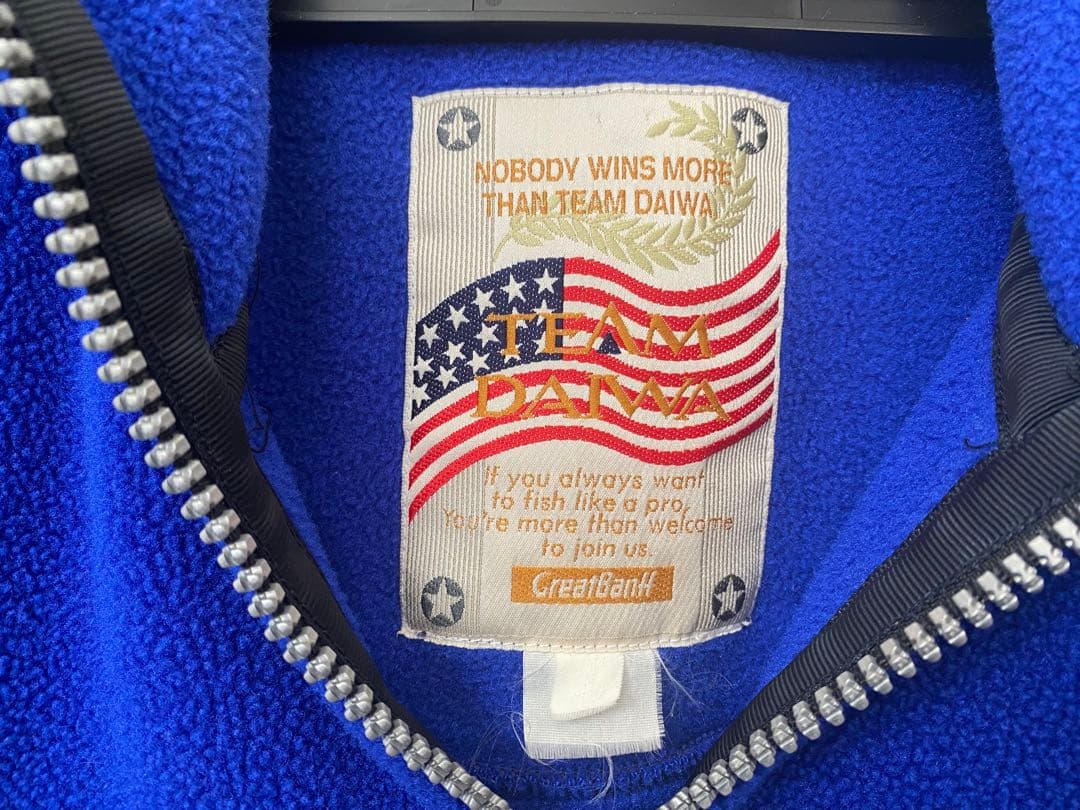 NOBODY WINS MORE
THAN TEAM DAIWA
TEAM
DAIWA
If you always want
to fish like a pro,
You're more than welcome
to join us.
GreatBanH